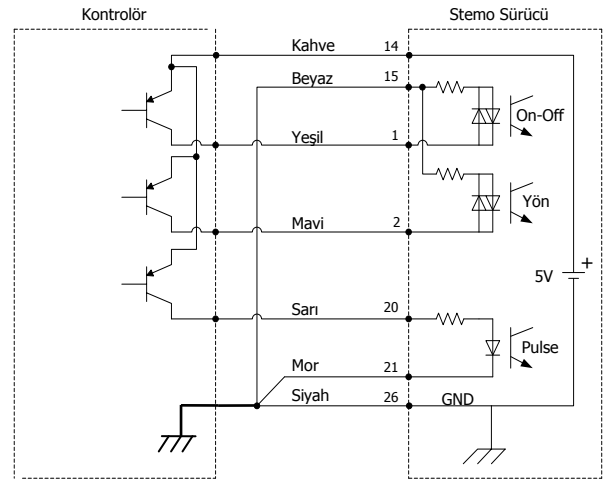 Kontrolör
Stemo Sürücü
Kahve 14
Beyaz 15
On-Off
Yeşil 1
Yön
Mavi 2
5V +
Sarı 20
Pulse
Mor 21
Siyah 26 GND